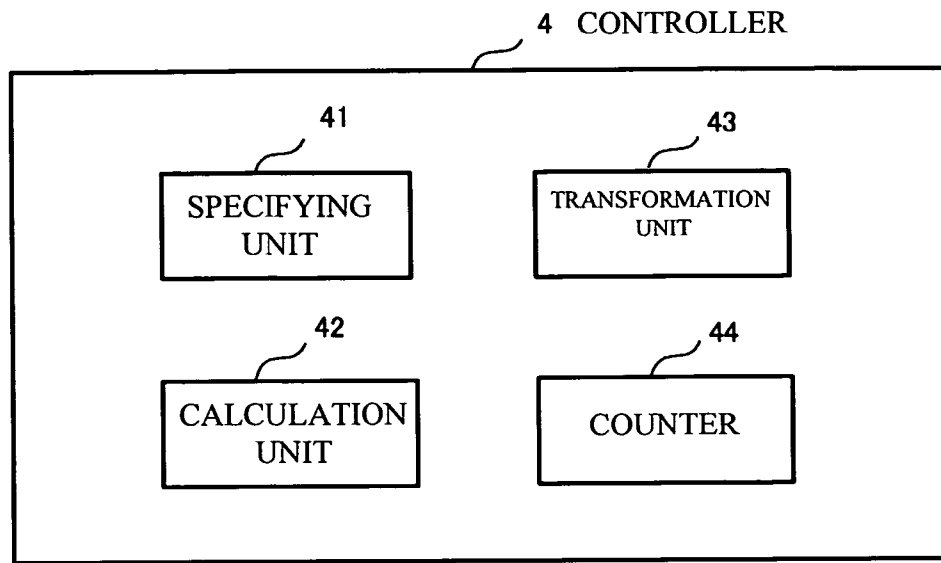 4 CONTROLLER
41
SPECIFYING
UNIT
43
TRANSFORMATION
UNIT
42
CALCULATION
UNIT
44
COUNTER